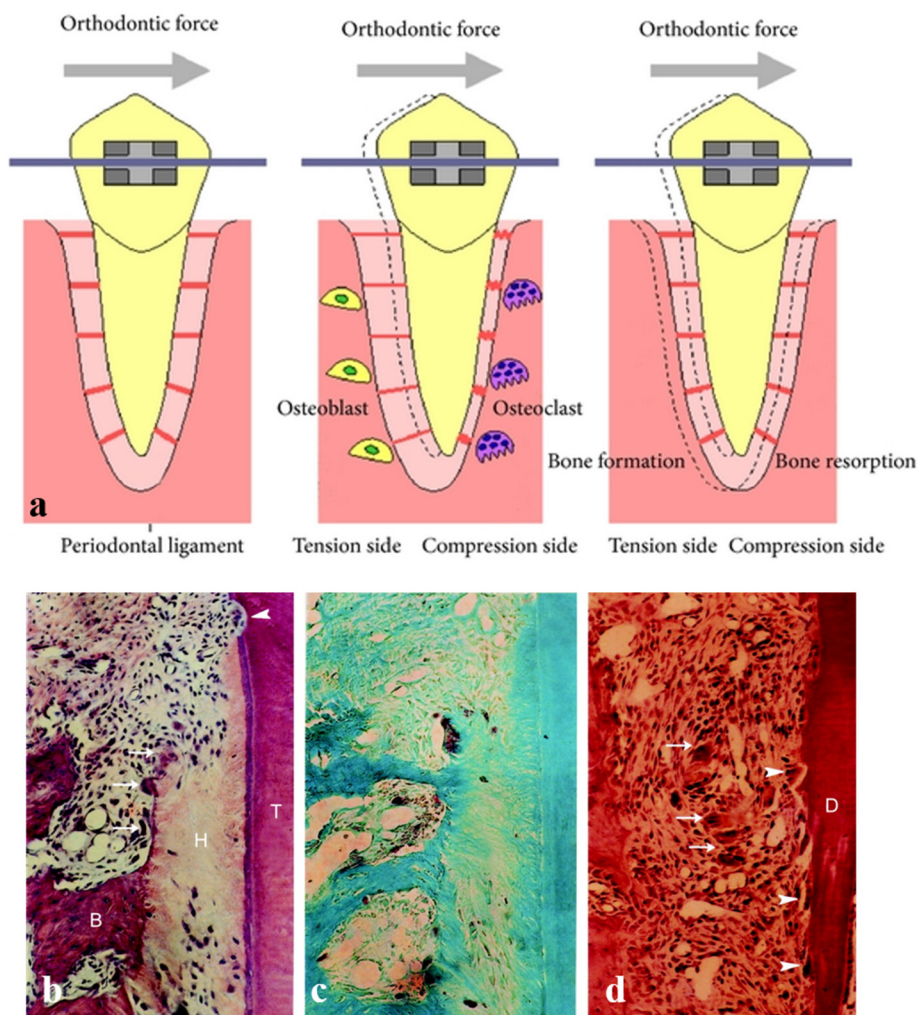 Orthodontic force
Orthodontic force
Orthodontic force
Osteoblast
Osteoclast
Bone formation
Bone resorption
a
Periodontal ligament
Tension side
Compression side
Tension side
Compression side
T
H
B
b
c
D
d